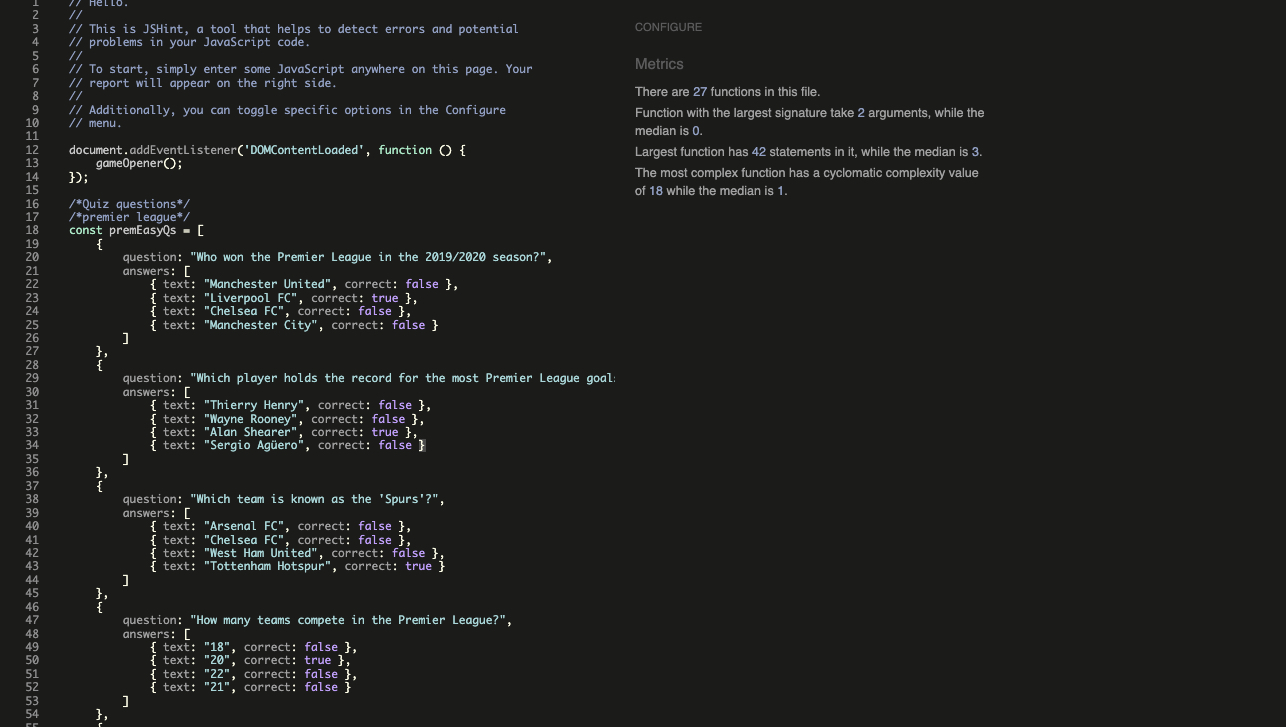 1 // Hello.
2 //
3 // This is JSHint, a tool that helps to detect errors and potential
4 // problems in your JavaScript code.
5 //
6 // To start, simply enter some JavaScript anywhere on this page. Your
7 // report will appear on the right side.
8 //
9 // Additionally, you can toggle specific options in the Configure
10 // menu.
11
12 document.addEventListener('DOMContentLoaded', function () {
13     gameOpener();
14 });
15
16 /*Quiz questions*/
17 /*premier league*/
18 const premEasyQs = [
19     {
20         question: "Who won the Premier League in the 2019/2020 season?",
21         answers: [
22             { text: "Manchester United", correct: false },
23             { text: "Liverpool FC", correct: true },
24             { text: "Chelsea FC", correct: false },
25             { text: "Manchester City", correct: false }
26         ]
27     },
28     {
29         question: "Which player holds the record for the most Premier League goal
30         answers: [
31             { text: "Thierry Henry", correct: false },
32             { text: "Wayne Rooney", correct: false },
33             { text: "Alan Shearer", correct: true },
34             { text: "Sergio Agüero", correct: false }
35         ]
36     },
37     {
38         question: "Which team is known as the 'Spurs'?",
39         answers: [
40             { text: "Arsenal FC", correct: false },
41             { text: "Chelsea FC", correct: false },
42             { text: "West Ham United", correct: false },
43             { text: "Tottenham Hotspur", correct: true }
44         ]
45     },
46     {
47         question: "How many teams compete in the Premier League?",
48         answers: [
49             { text: "18", correct: false },
50             { text: "20", correct: true },
51             { text: "22", correct: false },
52             { text: "21", correct: false }
53         ]
54     },
CONFIGURE
Metrics
There are 27 functions in this file.
Function with the largest signature take 2 arguments, while the
median is 0.
Largest function has 42 statements in it, while the median is 3.
The most complex function has a cyclomatic complexity value
of 18 while the median is 1.